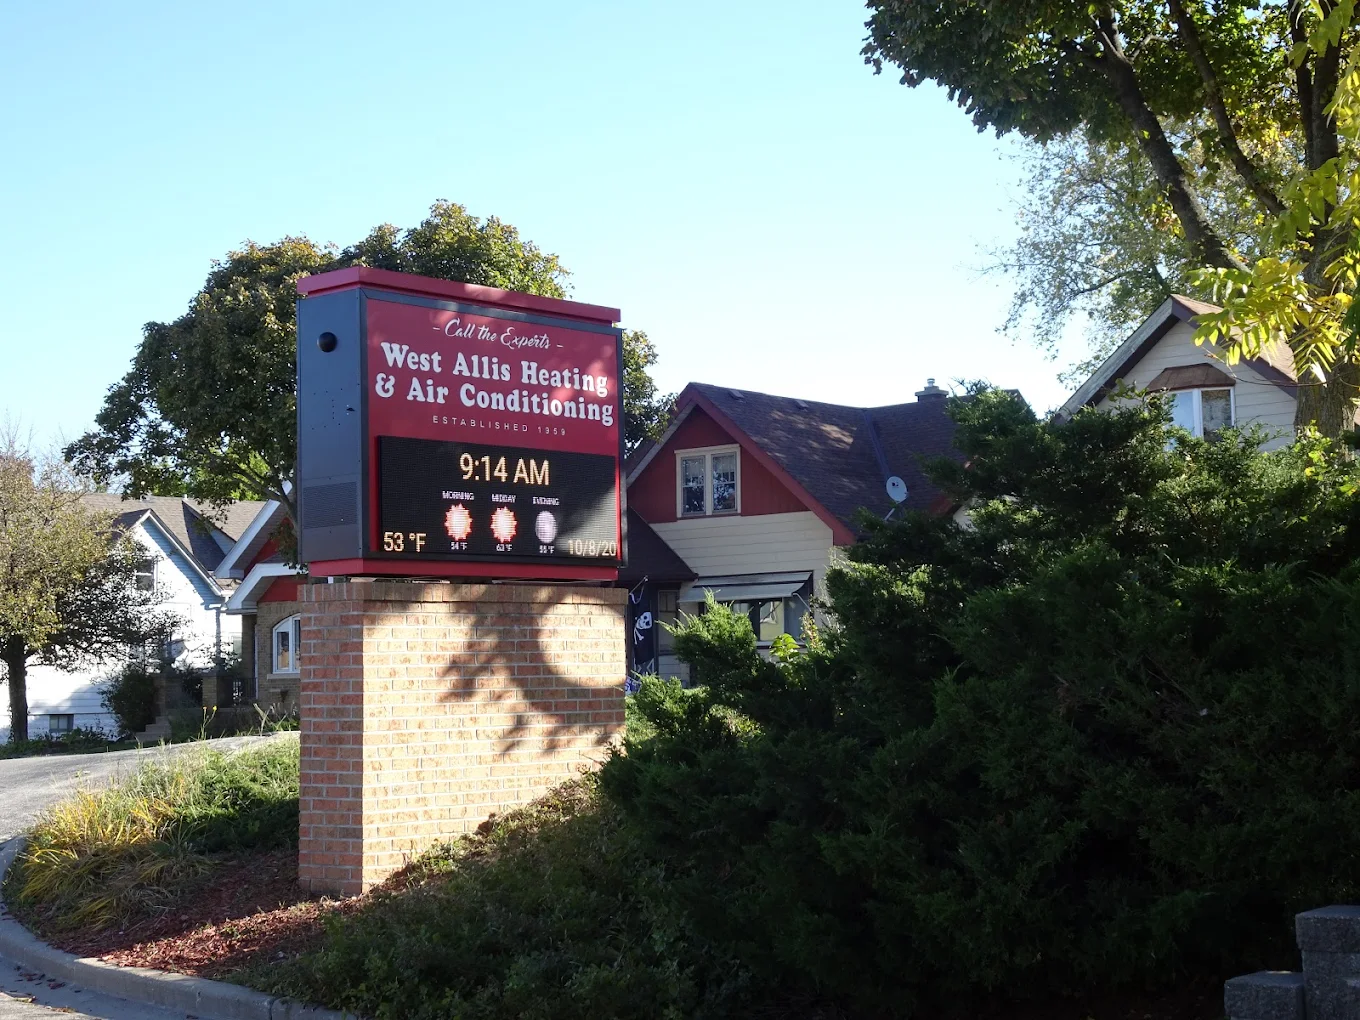 - Call the Experts -
West Allis Heating
& Air Conditioning
ESTABLISHED 1959
9:14 AM
MORNING MIDDAY EVENING
53 °F 54 °F 63 °F 55 °F 10/8/20